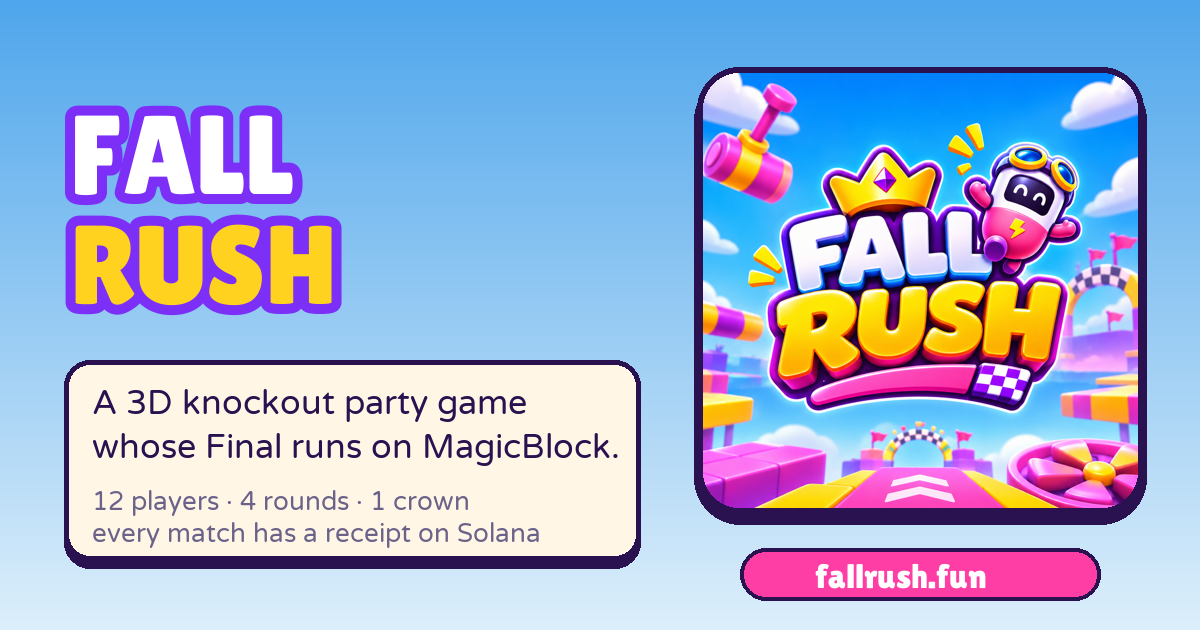 FALL
RUSH
A 3D knockout party game
whose Final runs on MagicBlock.
12 players · 4 rounds · 1 crown
every match has a receipt on Solana
FALL
RUSH
fallrush.fun